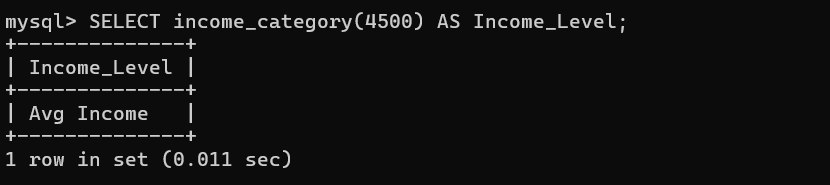 mysql> SELECT income_category(4500) AS Income_Level;
+--------------+
| Income_Level |
+--------------+
| Avg Income   |
+--------------+
1 row in set (0.011 sec)